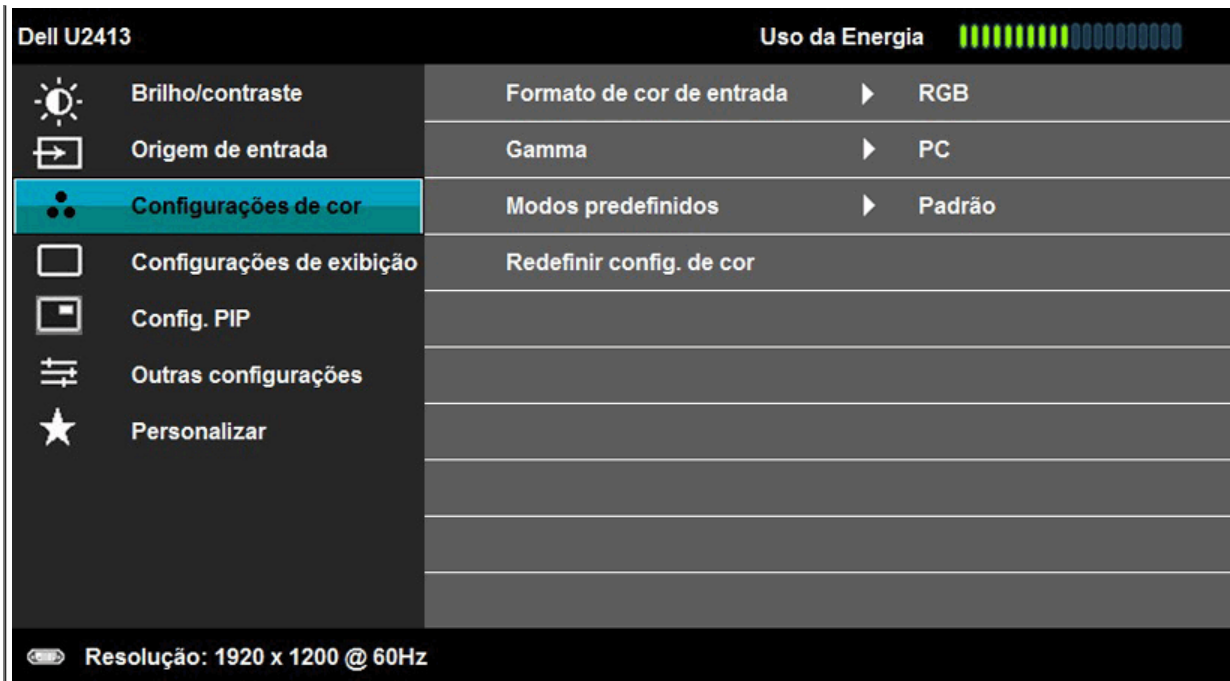 Dell U2413 Uso da Energia
Brilho/contraste Formato de cor de entrada RGB
Origem de entrada Gamma PC
Configurações de cor Modos predefinidos Padrão
Configurações de exibição Redefinir config. de cor
Config. PIP
Outras configurações
Personalizar
Resolução: 1920 x 1200 @ 60Hz